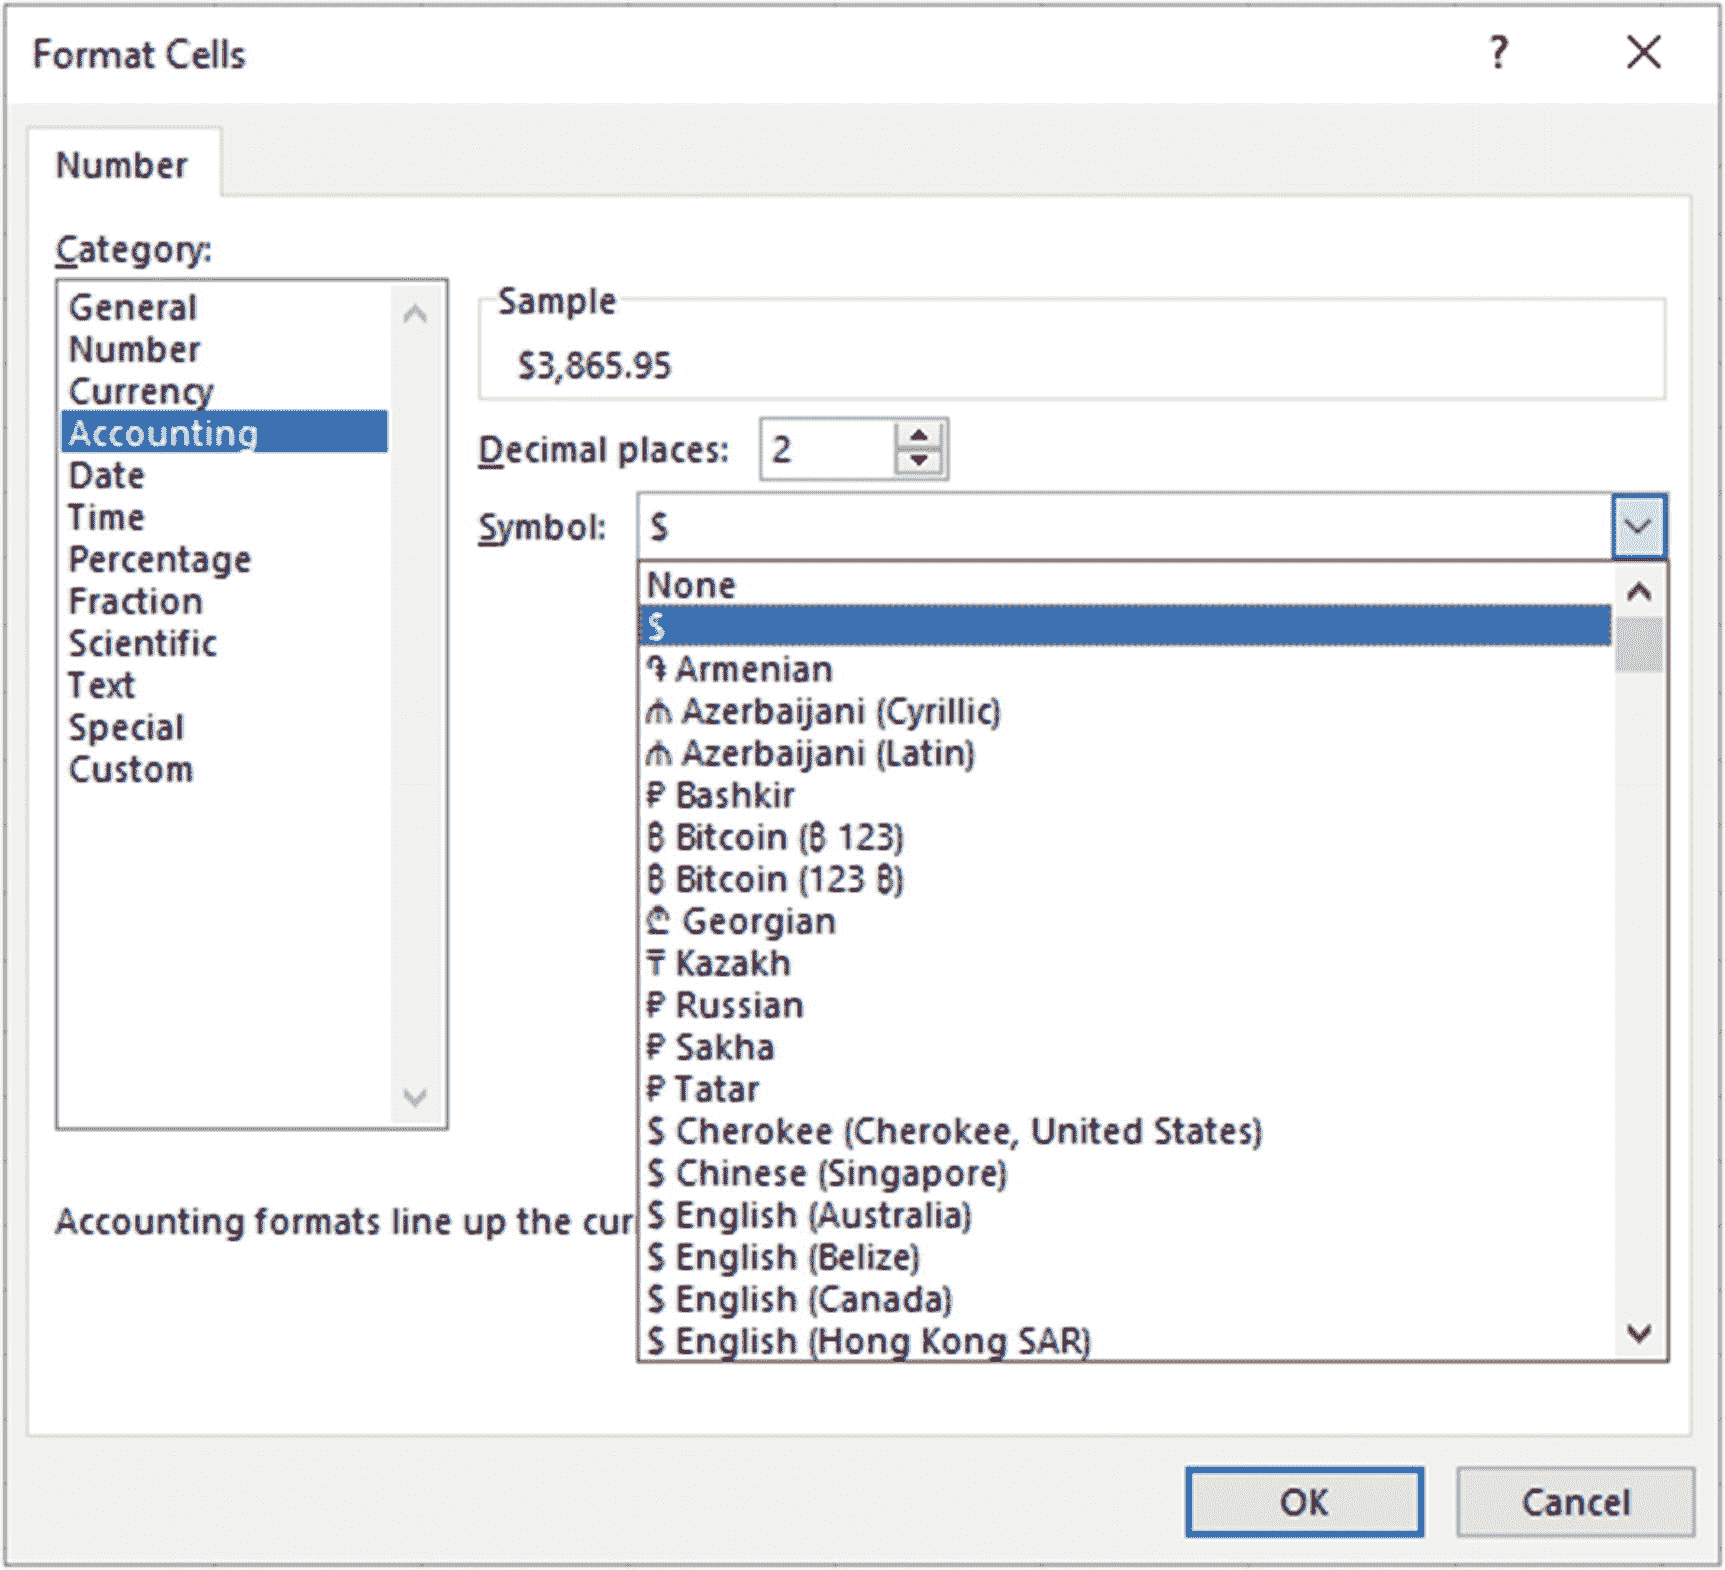 Format Cells
?
Number
Category:
General
Number
Currency
Accounting
Date
Time
Percentage
Fraction
Scientific
Text
Special
Custom
Sample
$3,865.95
Decimal places: 2
Symbol: $
None
$
֏ Armenian
₼ Azerbaijani (Cyrillic)
₼ Azerbaijani (Latin)
₽ Bashkir
₿ Bitcoin (₿ 123)
₿ Bitcoin (123 ₿)
₾ Georgian
₸ Kazakh
₽ Russian
₽ Sakha
₽ Tatar
$ Cherokee (Cherokee, United States)
$ Chinese (Singapore)
$ English (Australia)
$ English (Belize)
$ English (Canada)
$ English (Hong Kong SAR)
Accounting formats line up the cur
OK
Cancel